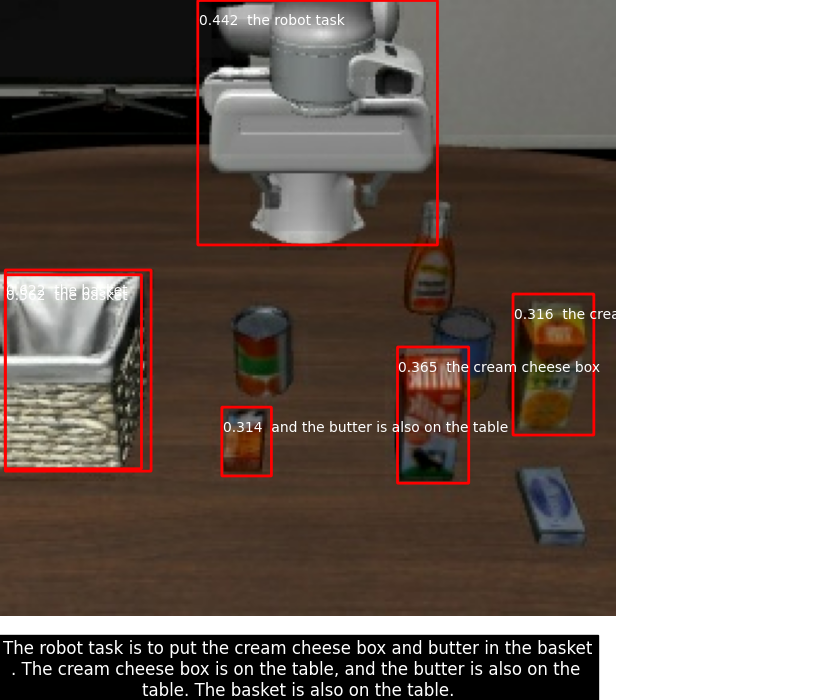 0.442 the robot task
the basket
0.562 the basket
0.316 the crea
0.365 the cream cheese box
0.314 and the butter is also on the table
The robot task is to put the cream cheese box and butter in the basket
. The cream cheese box is on the table, and the butter is also on the
table. The basket is also on the table.